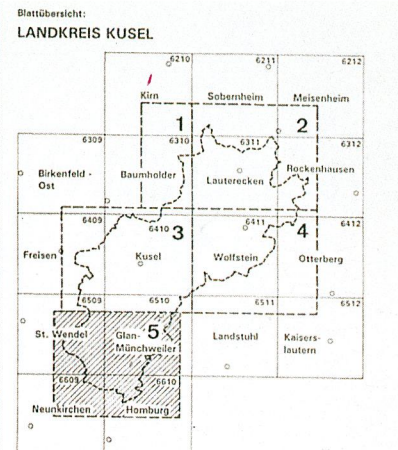 Blattübersicht:
LANDKREIS KUSEL
6210
6211
6212
Kirn
Sobernheim
Meisenheim
1
2
6309
6310
6311
6312
Birkenfeld -
Ost
Baumholder
Lauterecken
Rockenhausen
6409
6410
3
6411
4
6412
Freisen
Kusel
Wolfstein
Otterberg
6509
6510
6511
6512
St. Wendel
Glan-
Münchweiler
5
Landstuhl
Kaisers-
lautern
6609
6610
Neunkirchen
Homburg